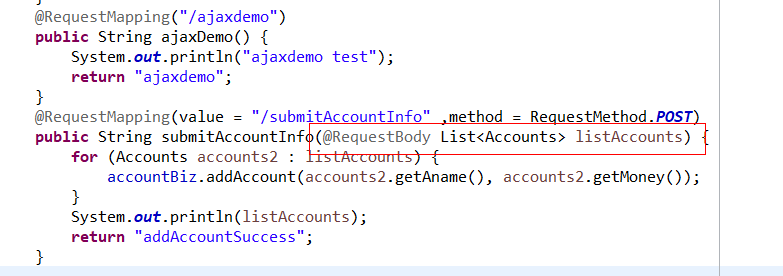 @RequestMapping("/ajaxdemo")
public String ajaxDemo() {
System.out.println("ajaxdemo test");
return "ajaxdemo";
}
@RequestMapping(value = "/submitAccountInfo" ,method = RequestMethod.POST)
public String submitAccountInfo(@RequestBody List<Accounts> listAccounts) {
for (Accounts accounts2 : listAccounts) {
accountBiz.addAccount(accounts2.getAname(), accounts2.getMoney());
}
System.out.println(listAccounts);
return "addAccountSuccess";
}